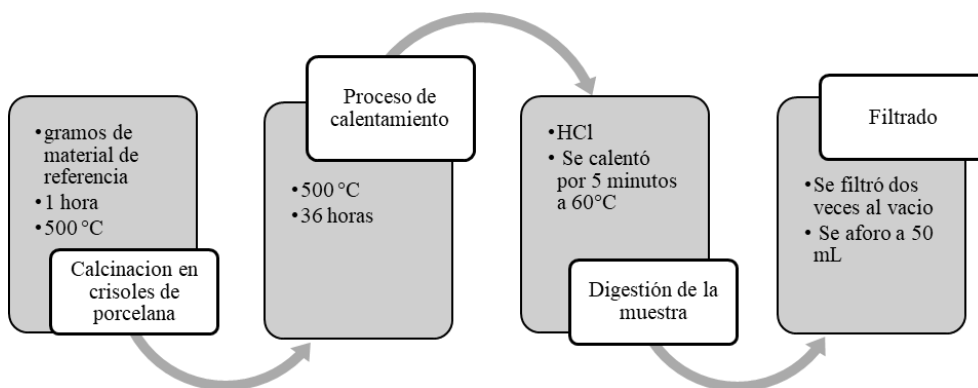 •gramos de
material de
referencia
•1 hora
•500 °C
Calcinacion en
crisoles de
porcelana
Proceso de
calentamiento
•500 °C
•36 horas
•HCl
• Se calentó
por 5 minutos
a 60°C
Digestión de la
muestra
Filtrado
•Se filtró dos
veces al vacio
• Se aforo a 50
mL